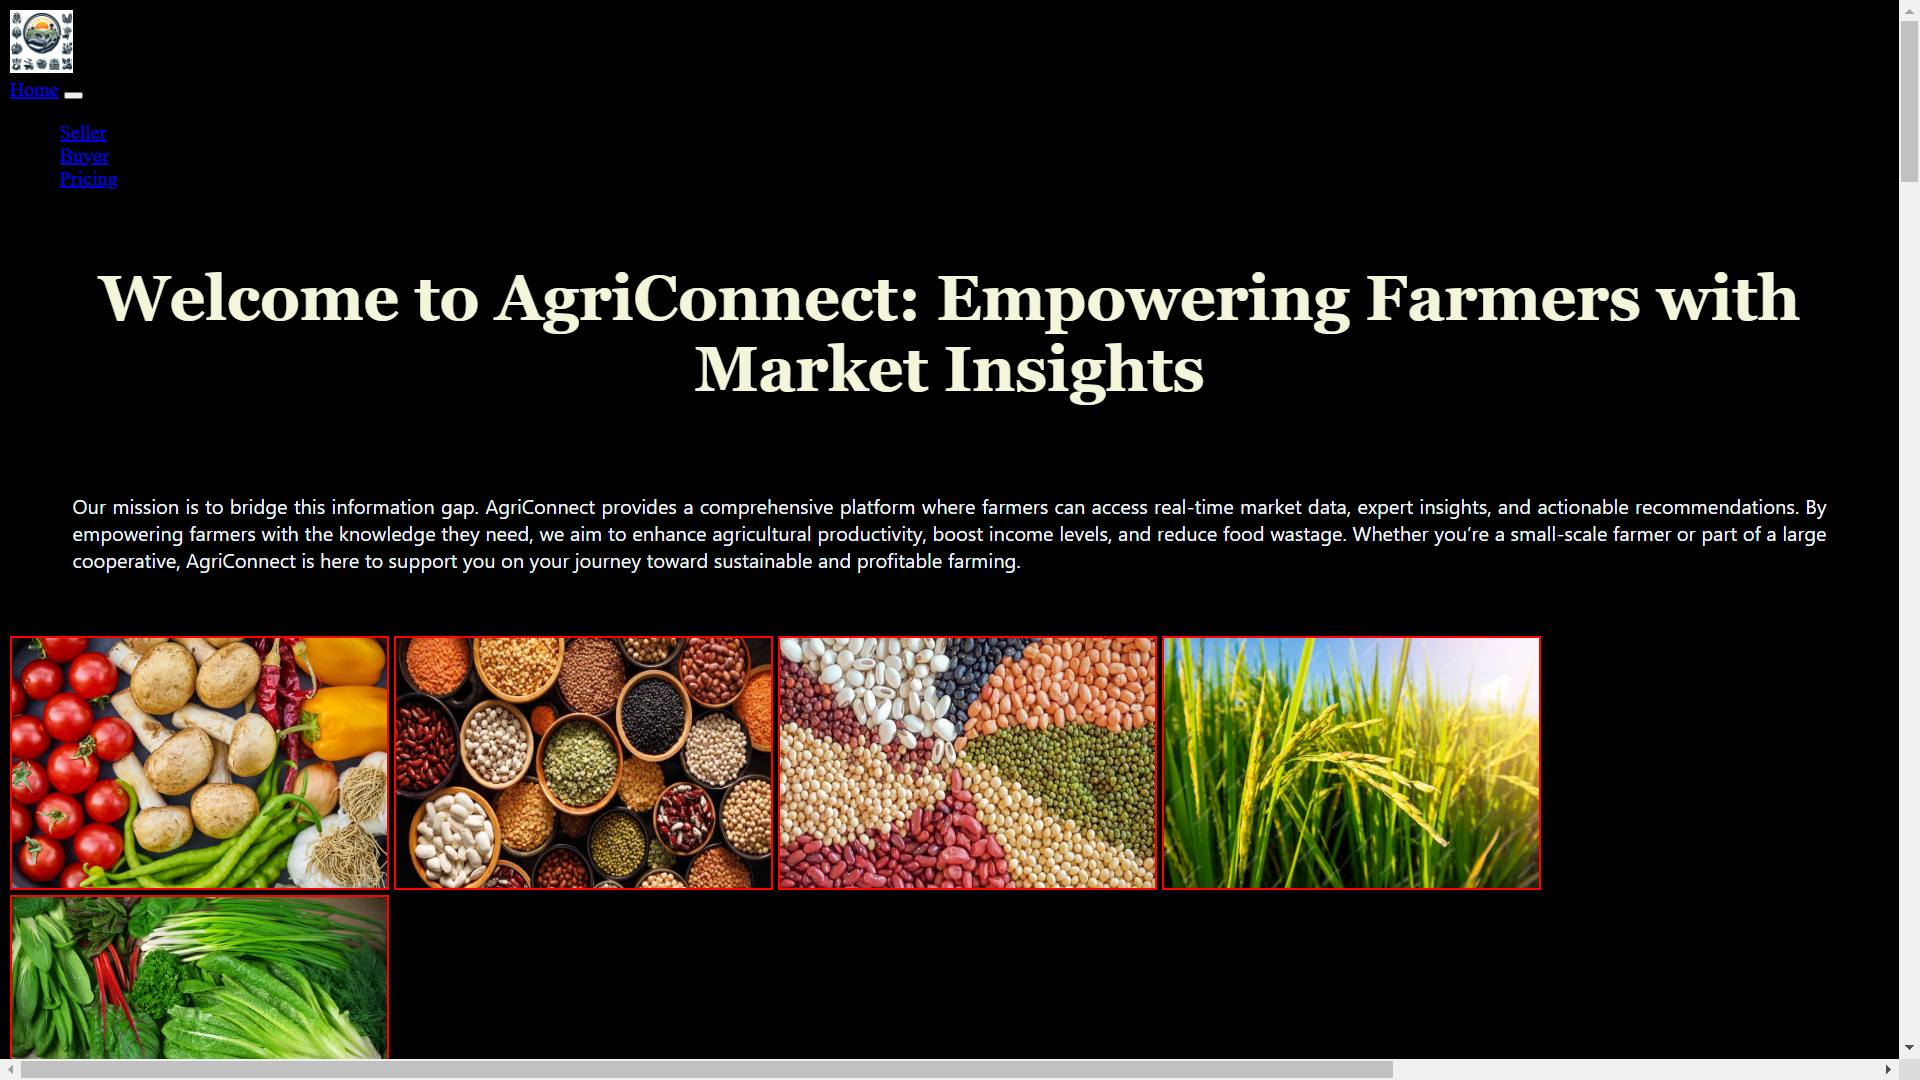 Home
Seller
Buyer
Pricing
Welcome to AgriConnect: Empowering Farmers with
Market Insights
Our mission is to bridge this information gap. AgriConnect provides a comprehensive platform where farmers can access real-time market data, expert insights, and actionable recommendations. By
empowering farmers with the knowledge they need, we aim to enhance agricultural productivity, boost income levels, and reduce food wastage. Whether you’re a small-scale farmer or part of a large
cooperative, AgriConnect is here to support you on your journey toward sustainable and profitable farming.